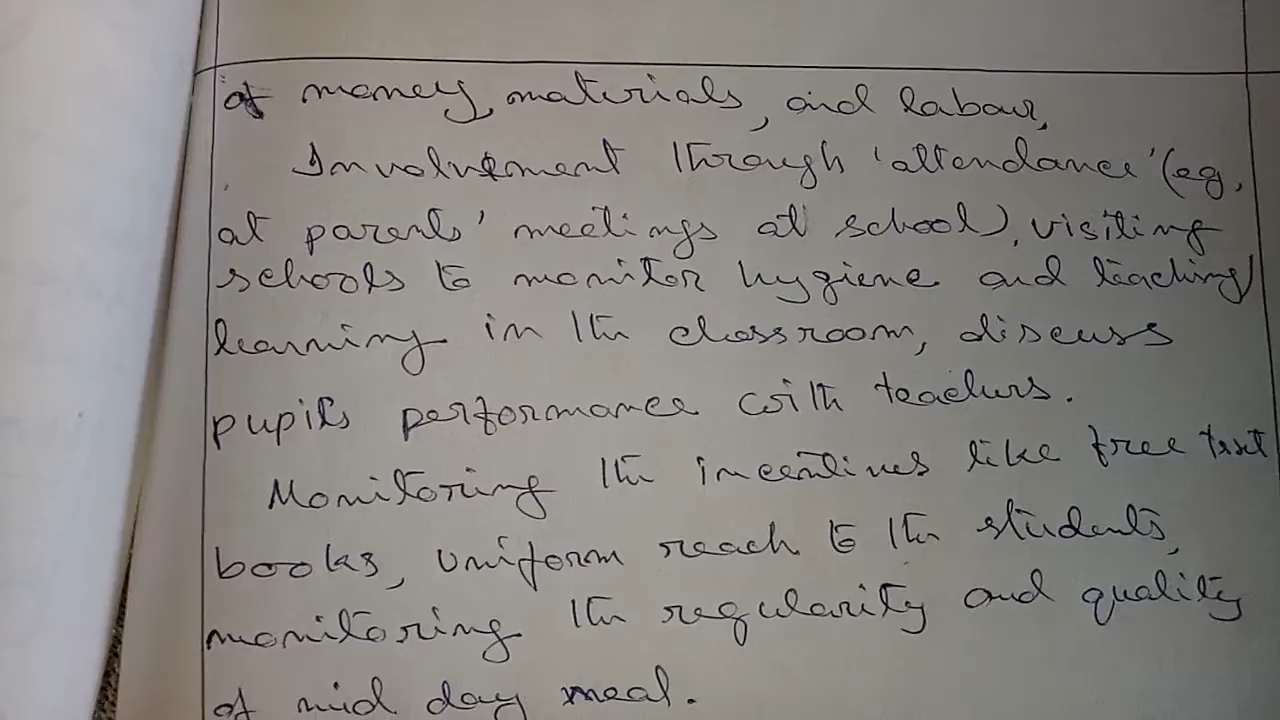 of money, materials, and labour.
Involvement through 'attendance' (eg,
at parents' meetings at school), visiting
schools to monitor hygiene and teaching
learning in the classroom, discuss
pupils performance with teachers.
Monitoring the incentives like free text
books, uniform reach to the students,
monitoring the regularity and quality
of mid day meal.